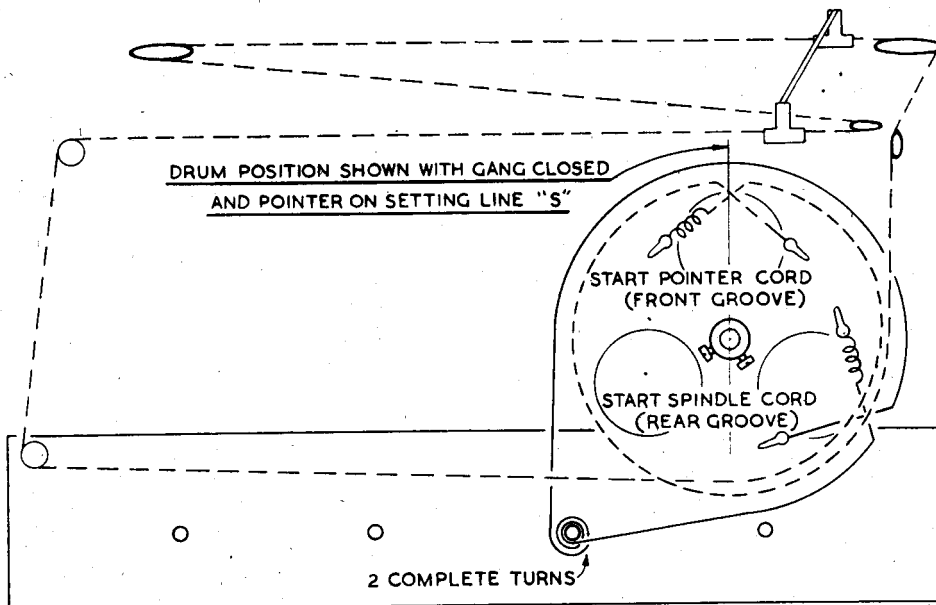 DRUM POSITION SHOWN WITH GANG CLOSED
AND POINTER ON SETTING LINE "S"
START POINTER CORD
(FRONT GROOVE)
START SPINDLE CORD
(REAR GROOVE)
2 COMPLETE TURNS